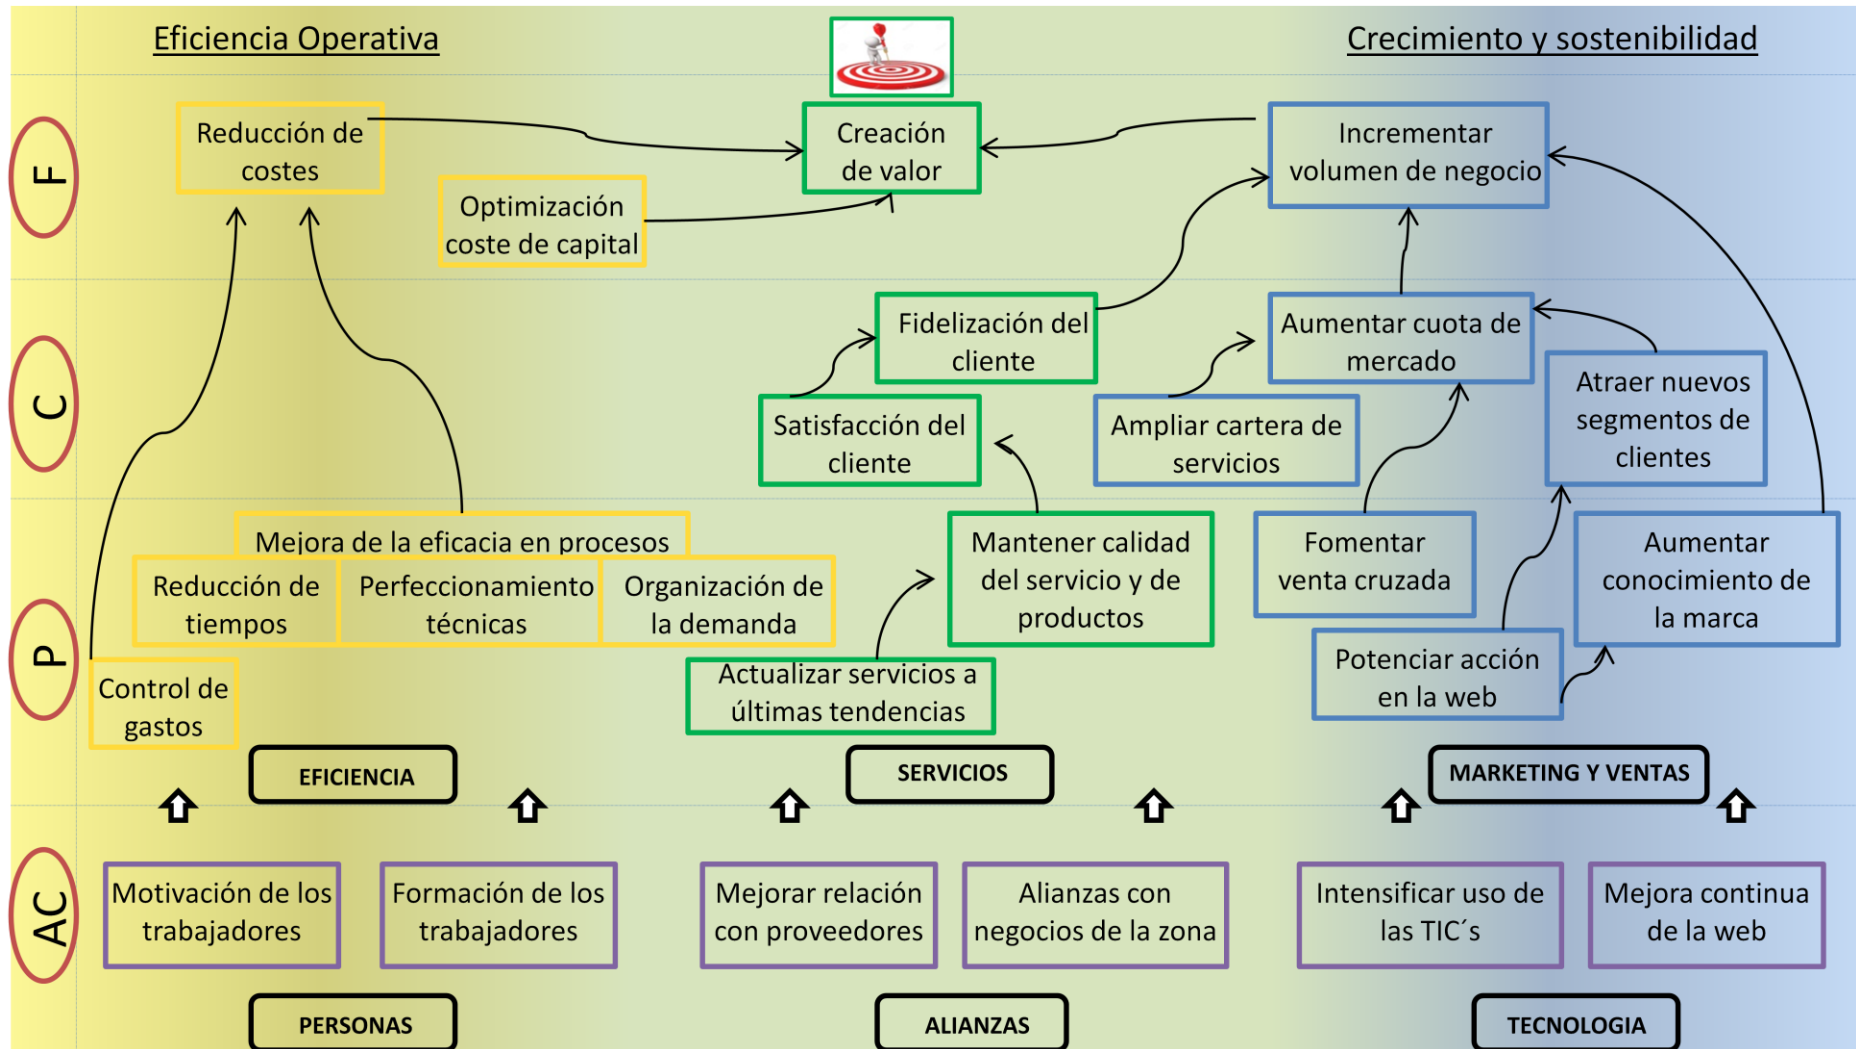 Eficiencia Operativa
Crecimiento y sostenibilidad
F
Reducción de
costes
Creación
de valor
Incrementar
volumen de negocio
Optimización
coste de capital
C
Fidelización del
cliente
Aumentar cuota de
mercado
Atraer nuevos
segmentos de
clientes
Satisfacción del
cliente
Ampliar cartera de
servicios
P
Mejora de la eficacia en procesos
Reducción de
tiempos
Perfeccionamiento
técnicas
Organización de
la demanda
Mantener calidad
del servicio y de
productos
Fomentar
venta cruzada
Aumentar
conocimiento de
la marca
Control de
gastos
Actualizar servicios a
últimas tendencias
Potenciar acción
en la web
EFICIENCIA
SERVICIOS
MARKETING Y VENTAS
AC
Motivación de los
trabajadores
Formación de los
trabajadores
Mejorar relación
con proveedores
Alianzas con
negocios de la zona
Intensificar uso de
las TIC´s
Mejora continua
de la web
PERSONAS
ALIANZAS
TECNOLOGIA